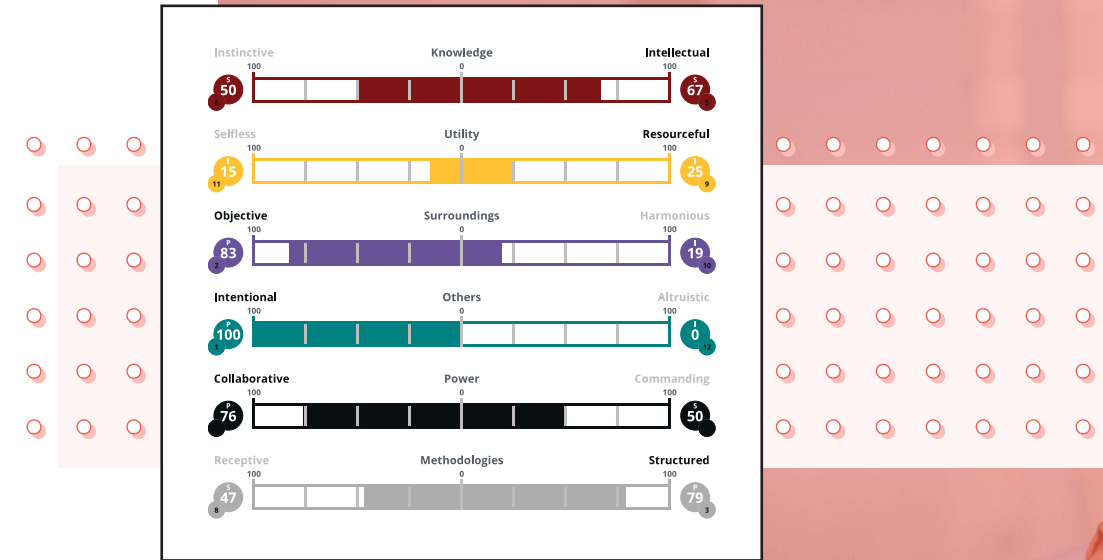 Instinctive Knowledge Intellectual
100 0 100
S 50 6 S 67 5
Selfless Utility Resourceful
100 0 100
I 15 11 I 25 9
Objective Surroundings Harmonious
100 0 100
P 83 2 I 19 10
Intentional Others Altruistic
100 0 100
P 100 1 I 0 12
Collaborative Power Commanding
100 0 100
P 76 S 50
Receptive Methodologies Structured
100 0 100
S 47 8 P 79 3